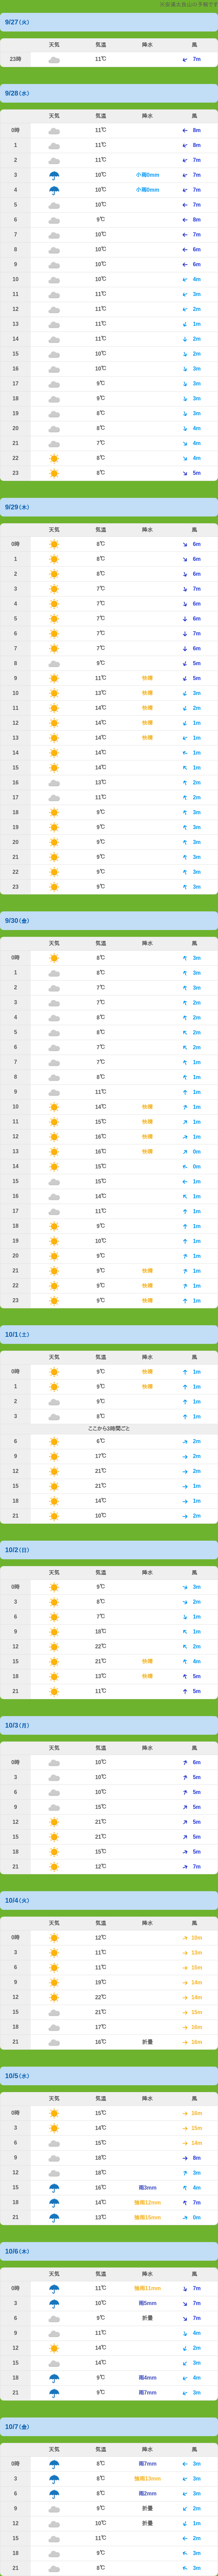 9/27(火)
天気 気温 降水 風
23時 11℃ 7m
9/28(水)
天気 気温 降水 風
0時 11℃ 8m
1 11℃ 8m
2 11℃ 7m
3 10℃ 小雨0mm 7m
4 10℃ 小雨0mm 7m
5 10℃ 7m
6 9℃ 8m
7 10℃ 7m
8 10℃ 6m
9 10℃ 6m
10 10℃ 4m
11 11℃ 3m
12 11℃ 2m
13 11℃ 1m
14 11℃ 2m
15 10℃ 2m
16 10℃ 3m
17 9℃ 3m
18 9℃ 3m
19 8℃ 3m
20 8℃ 4m
21 7℃ 4m
22 8℃ 4m
23 8℃ 5m
9/29(木)
天気 気温 降水 風
0時 8℃ 6m
1 8℃ 6m
2 8℃ 6m
3 7℃ 7m
4 7℃ 6m
5 7℃ 6m
6 7℃ 7m
7 7℃ 6m
8 9℃ 5m
9 11℃ 快晴 5m
10 13℃ 快晴 3m
11 14℃ 快晴 2m
12 14℃ 快晴 1m
13 14℃ 快晴 1m
14 14℃ 1m
15 14℃ 1m
16 13℃ 2m
17 11℃ 2m
18 9℃ 3m
19 9℃ 3m
20 9℃ 3m
21 9℃ 3m
22 9℃ 3m
23 9℃ 3m
9/30(金)
天気 気温 降水 風
0時 8℃ 3m
1 8℃ 3m
2 7℃ 3m
3 7℃ 2m
4 8℃ 2m
5 8℃ 2m
6 7℃ 2m
7 7℃ 1m
8 8℃ 1m
9 11℃ 1m
10 14℃ 快晴 1m
11 15℃ 快晴 1m
12 16℃ 快晴 1m
13 16℃ 快晴 0m
14 15℃ 0m
15 15℃ 1m
16 14℃ 1m
17 11℃ 1m
18 9℃ 1m
19 10℃ 1m
20 9℃ 1m
21 9℃ 快晴 1m
22 9℃ 快晴 1m
23 9℃ 快晴 1m
10/1(土)
天気 気温 降水 風
0時 9℃ 快晴 1m
1 9℃ 快晴 1m
2 9℃ 1m
3 8℃ 1m
ここから3時間ごと
6 6℃ 2m
9 17℃ 2m
12 21℃ 2m
15 21℃ 1m
18 14℃ 1m
21 10℃ 2m
10/2(日)
天気 気温 降水 風
0時 9℃ 3m
3 8℃ 2m
6 7℃ 1m
9 18℃ 1m
12 22℃ 2m
15 21℃ 快晴 4m
18 13℃ 快晴 5m
21 11℃ 5m
10/3(月)
天気 気温 降水 風
0時 10℃ 6m
3 10℃ 5m
6 10℃ 5m
9 15℃ 5m
12 21℃ 5m
15 21℃ 5m
18 15℃ 5m
21 12℃ 7m
10/4(火)
天気 気温 降水 風
0時 12℃ 10m
3 11℃ 13m
6 11℃ 15m
9 19℃ 14m
12 22℃ 14m
15 21℃ 15m
18 17℃ 16m
21 16℃ 折曇 16m
10/5(水)
天気 気温 降水 風
0時 15℃ 16m
3 14℃ 15m
6 15℃ 14m
9 18℃ 8m
12 18℃ 3m
15 16℃ 雨3mm 4m
18 14℃ 強雨12mm 7m
21 13℃ 強雨15mm 0m
10/6(木)
天気 気温 降水 風
0時 11℃ 強雨11mm 7m
3 10℃ 雨5mm 7m
6 9℃ 折曇 7m
9 11℃ 4m
12 14℃ 2m
15 14℃ 3m
18 9℃ 雨4mm 4m
21 9℃ 雨7mm 3m
10/7(金)
天気 気温 降水 風
0時 8℃ 雨7mm 3m
3 8℃ 強雨13mm 3m
6 8℃ 雨2mm 3m
9 9℃ 折曇 2m
12 10℃ 折曇 1m
15 11℃ 2m
18 9℃ 3m
21 8℃ 3m